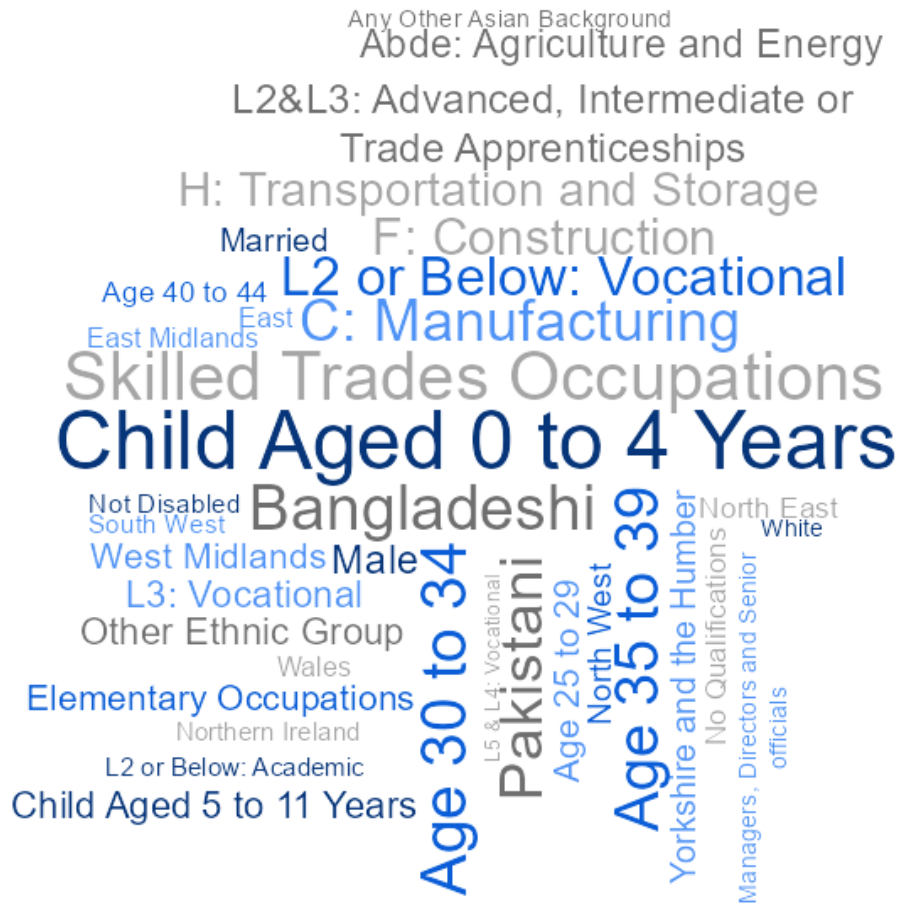 Any Other Asian Background
Abde: Agriculture and Energy
L2&L3: Advanced, Intermediate or
Trade Apprenticeships
H: Transportation and Storage
Married
F: Construction
L2 or Below: Vocational
Age 40 to 44
East
C: Manufacturing
East Midlands
Skilled Trades Occupations
Child Aged 0 to 4 Years
Not Disabled
Bangladeshi
South West
North East
White
West Midlands
Male
L3: Vocational
Other Ethnic Group
Wales
Elementary Occupations
Northern Ireland
L2 or Below: Academic
Child Aged 5 to 11 Years
Age 30 to 34
L5 & L4: Vocational
Pakistani
Age 25 to 29
North West
Age 35 to 39
Yorkshire and the Humber
No Qualifications
Managers, Directors and Senior
officials